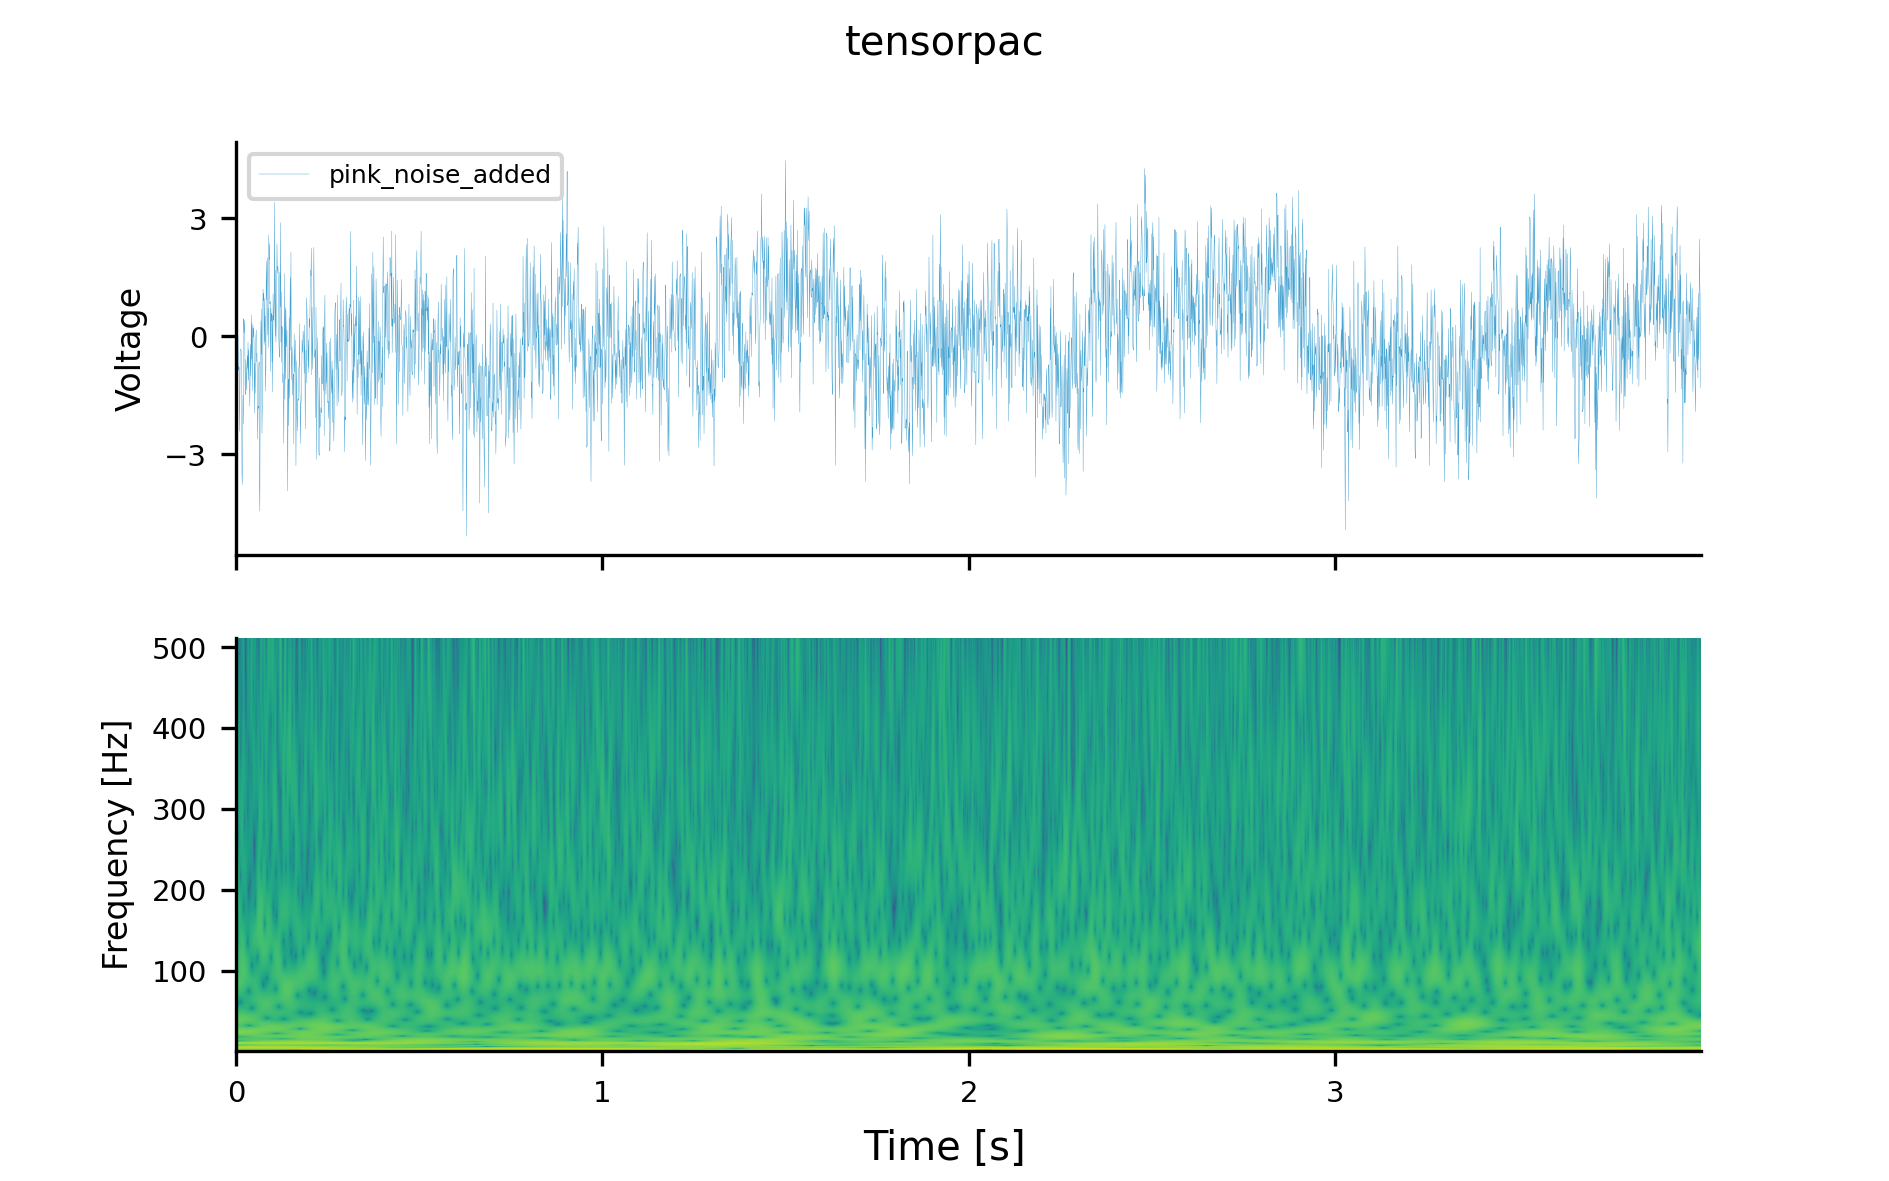 tensorpac
pink_noise_added
3
0
−3
Voltage
500
400
300
200
100
Frequency [Hz]
0 1 2 3
Time [s]